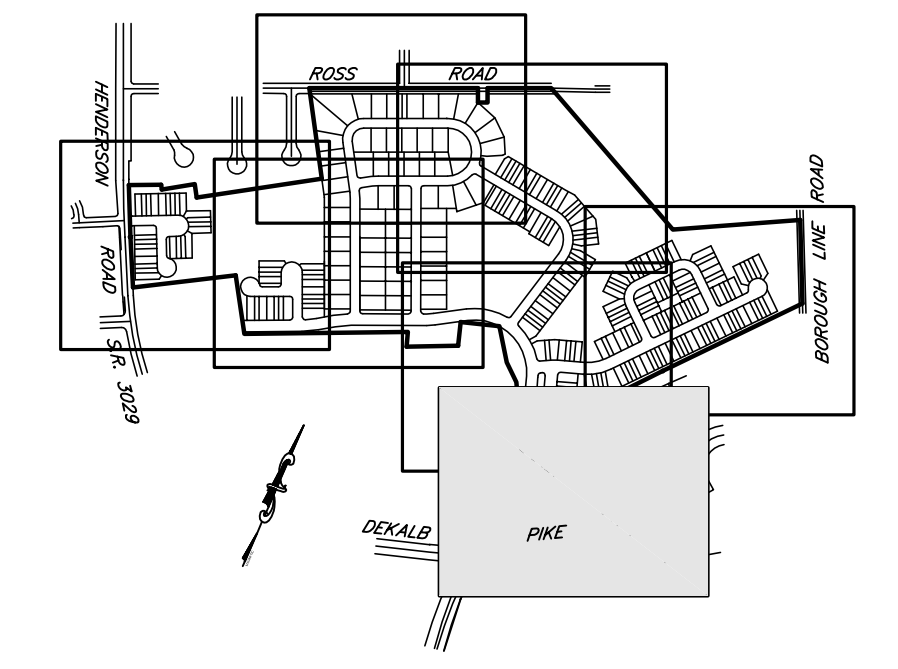 ROSS ROAD
HENDERSON
ROAD
S.R. 3029
BOROUGH LINE ROAD
DEKALB PIKE